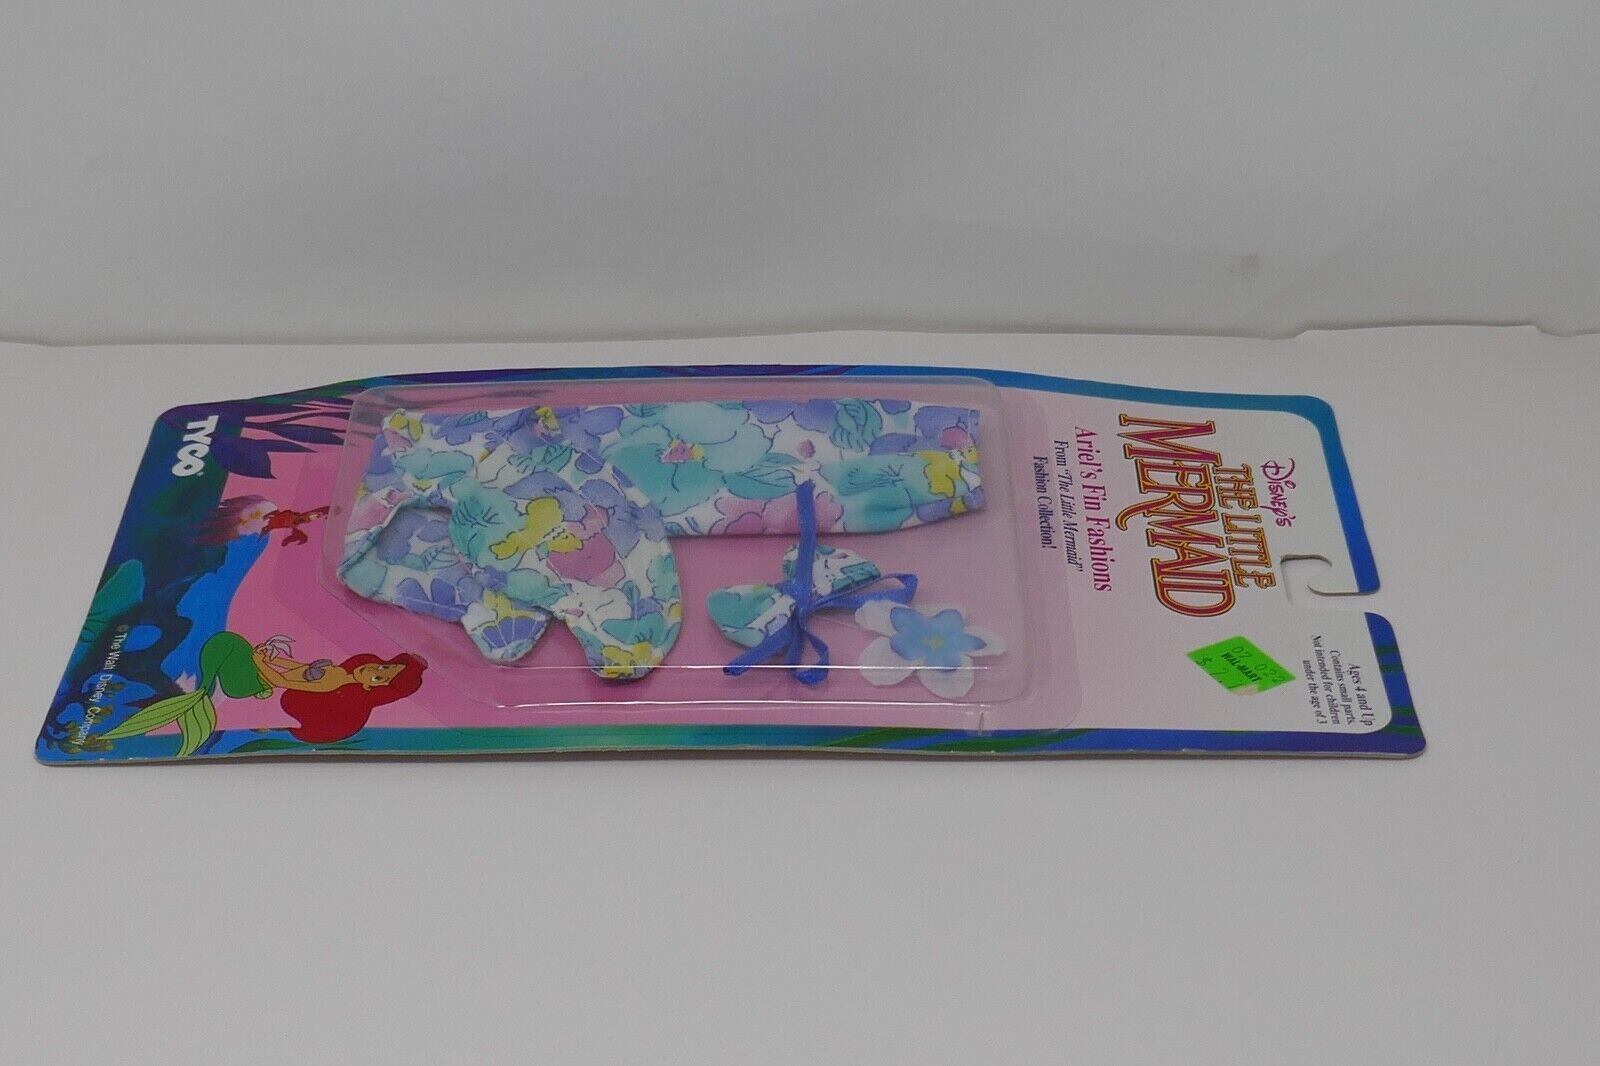 DISNEY'S
THE LITTLE
MERMAID
Ariel's Fin Fashions
From "The Little Mermaid"
Fashion Collection!
Ages 4 and Up
Contains small parts.
Not intended for children
under the age of 3
WAL-MART
$
TYCO
© The Walt Disney Company